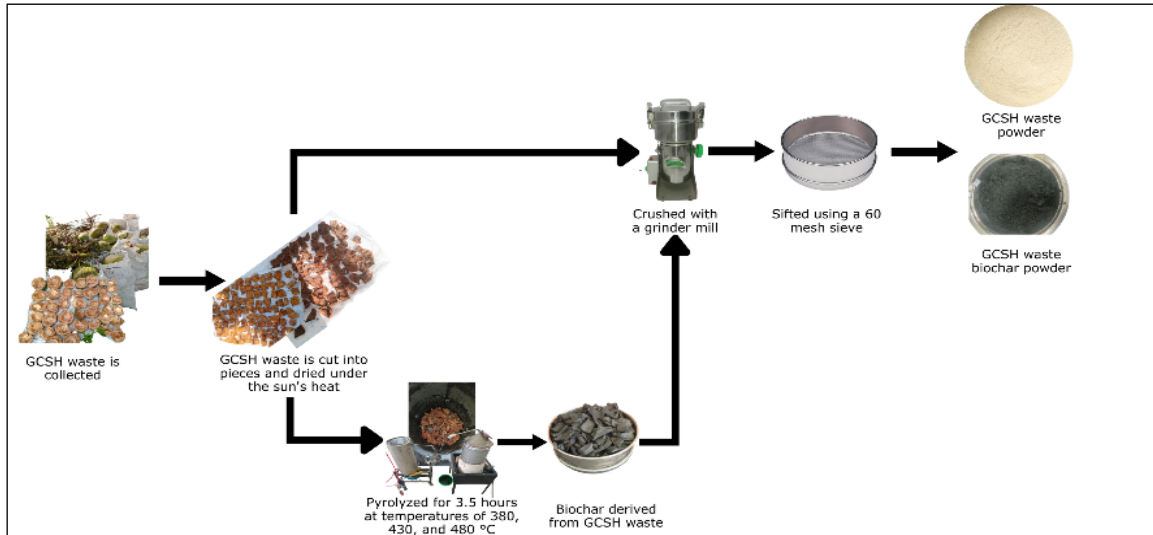 GCSH waste
powder
Crushed with
a grinder mill
Sifted using a 60
mesh sieve
GCSH waste
biochar powder
GCSH waste is
collected
GCSH waste is cut into
pieces and dried under
the sun's heat
Pyrolyzed for 3.5 hours
at temperatures of 380,
430, and 480 °C
Biochar derived
from GCSH waste